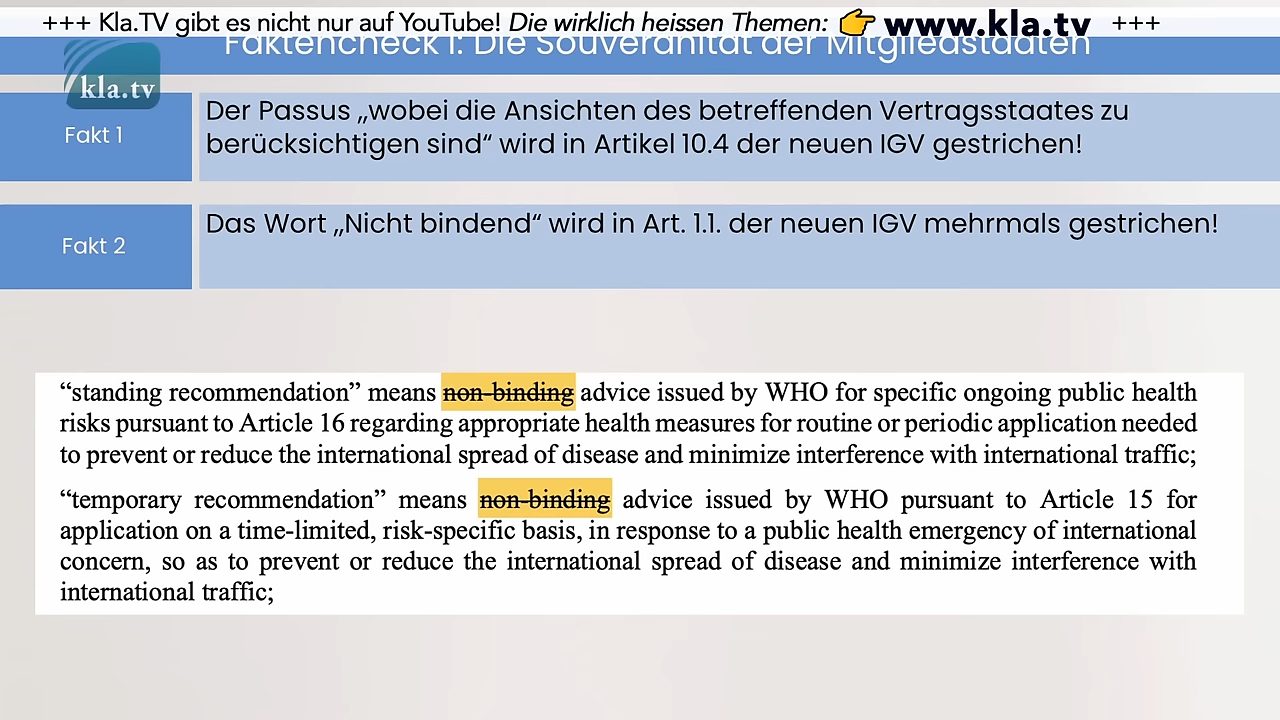 +++ Kla.TV gibt es nicht nur auf YouTube! Die wirklich heissen Themen: 👉 www.kla.tv +++
Faktencheck I: Die Souveränität der Mitgliedstaaten
kla.tv
Fakt 1
Der Passus „wobei die Ansichten des betreffenden Vertragsstaates zu
berücksichtigen sind“ wird in Artikel 10.4 der neuen IGV gestrichen!
Fakt 2
Das Wort „Nicht bindend“ wird in Art. 1.1. der neuen IGV mehrmals gestrichen!
“standing recommendation” means non-binding advice issued by WHO for specific ongoing public health
risks pursuant to Article 16 regarding appropriate health measures for routine or periodic application needed
to prevent or reduce the international spread of disease and minimize interference with international traffic;
“temporary recommendation” means non-binding advice issued by WHO pursuant to Article 15 for
application on a time-limited, risk-specific basis, in response to a public health emergency of international
concern, so as to prevent or reduce the international spread of disease and minimize interference with
international traffic;